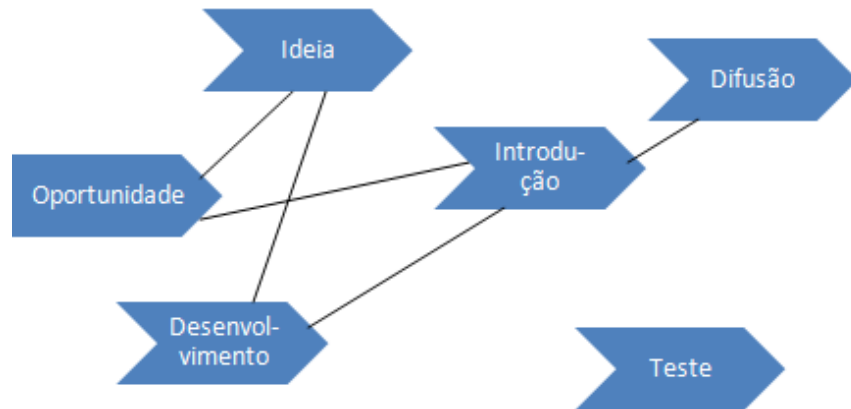 Ideia
Difusão
Introdu-
ção
Oportunidade
Desenvol-
vimento
Teste